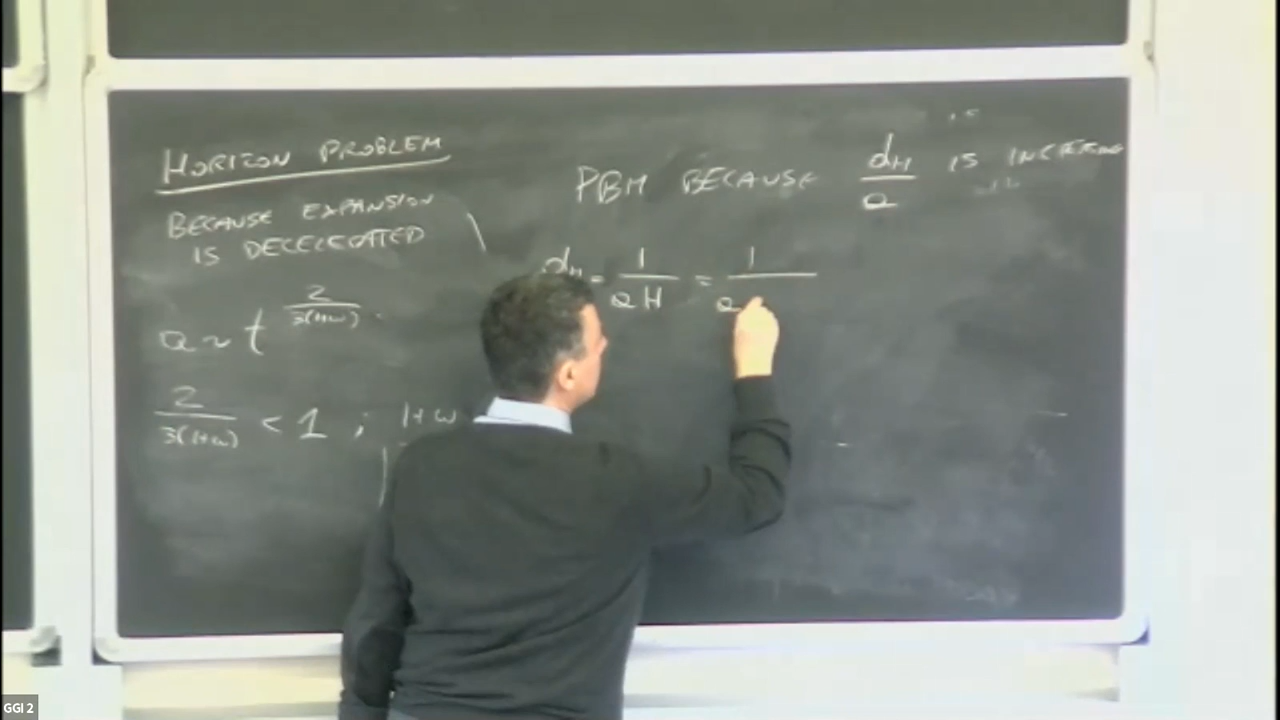 HORIZON PROBLEM
BECAUSE EXPANSION
IS DECELERATED
a ~ t^{2/3(1+w)}
2/3(1+w) < 1 ; 1+w
PBM BECAUSE d_H/a IS
d_H = 1/aH = 1/a
GGI 2